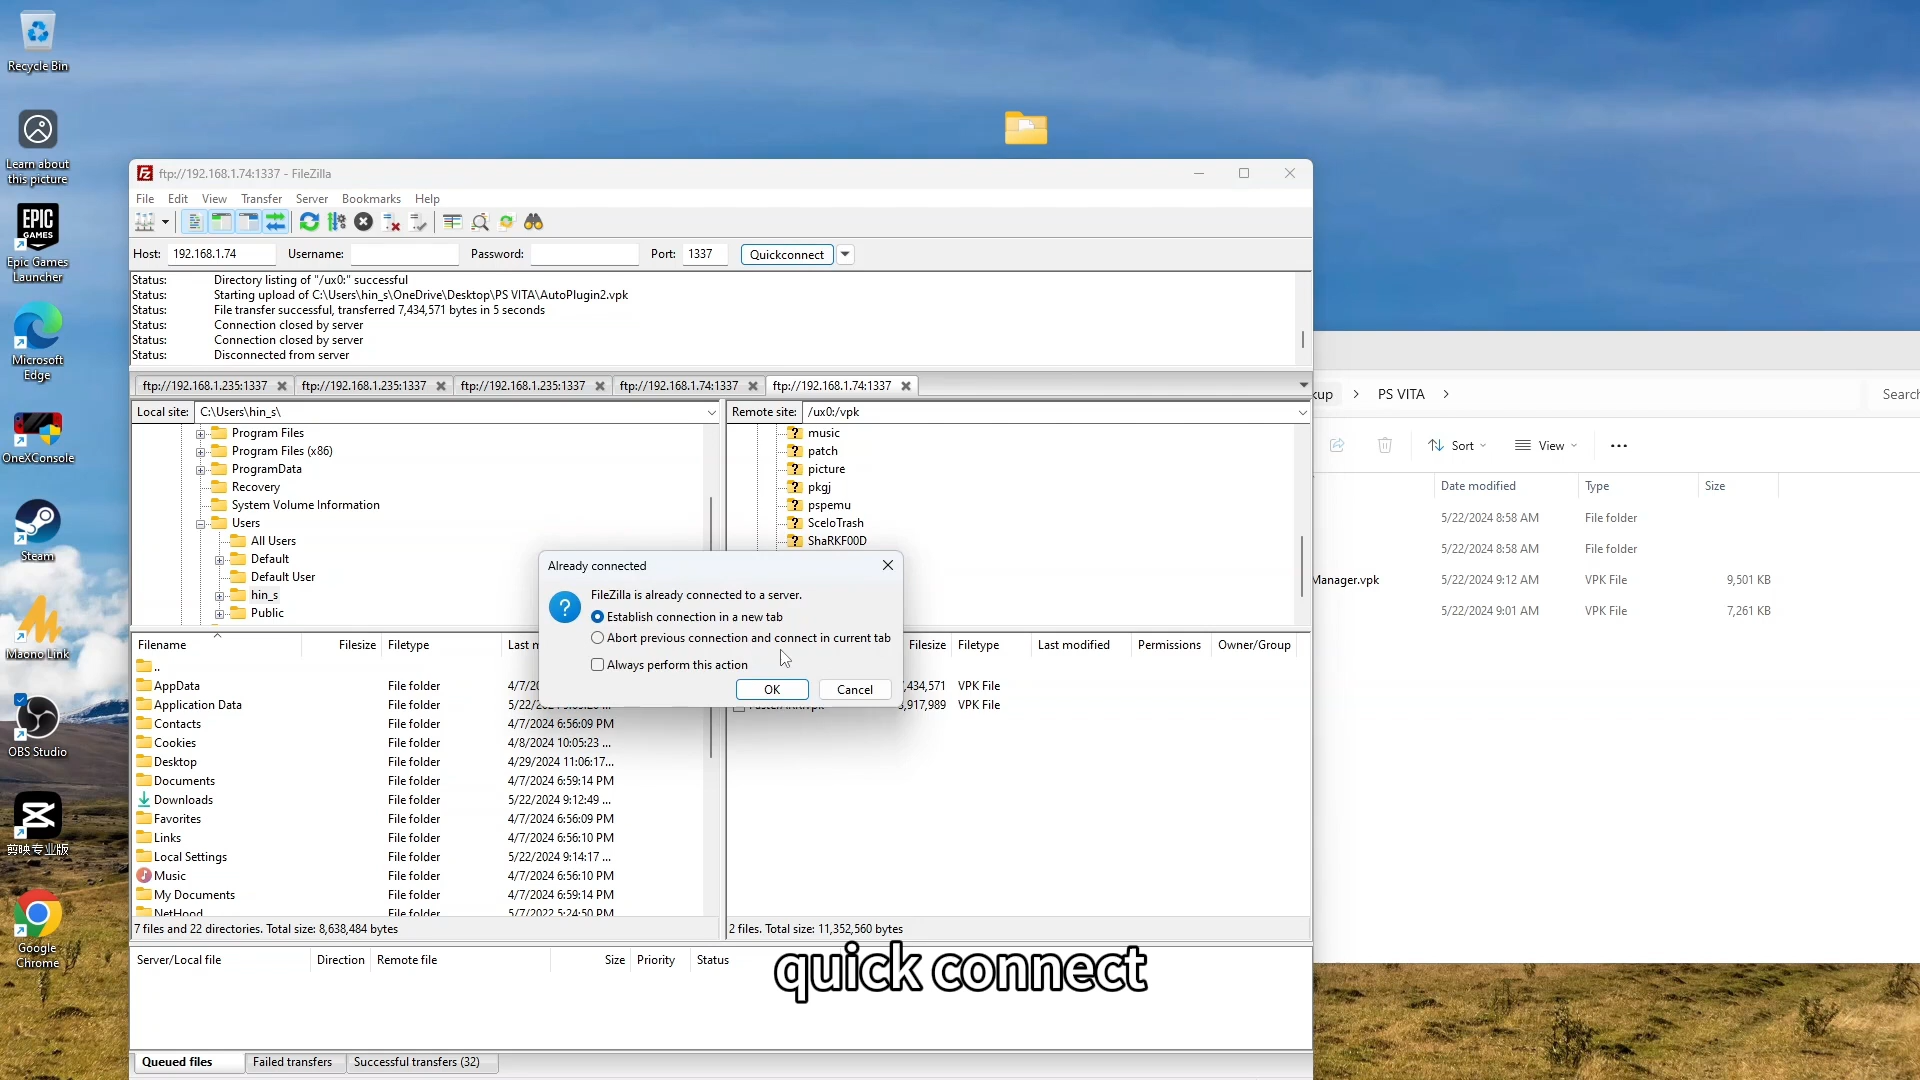 Recycle Bin
Learn about
this picture
EPIC
GAMES
Epic Games
Launcher
Microsoft
Edge
OneXConsole
Steam
Maono Link
OBS Studio
剪映专业版
Google
Chrome
ftp://192.168.1.74:1337 - FileZilla
File Edit View Transfer Server Bookmarks Help
Host: 192.168.1.74 Username: Password: Port: 1337 Quickconnect
Status: Directory listing of "/ux0:" successful
Status: Starting upload of C:\Users\hin_s\OneDrive\Desktop\PS VITA\AutoPlugin2.vpk
Status: File transfer successful, transferred 7,434,571 bytes in 5 seconds
Status: Connection closed by server
Status: Connection closed by server
Status: Disconnected from server
ftp://192.168.1.235:1337 ftp://192.168.1.235:1337 ftp://192.168.1.235:1337 ftp://192.168.1.74:1337 ftp://192.168.1.74:1337
Local site: C:\Users\hin_s\
Program Files
Program Files (x86)
ProgramData
Recovery
System Volume Information
Users
All Users
Default
Default User
hin_s
Public
Remote site: /ux0:/vpk
music
patch
picture
pkgj
pspemu
SceIoTrash
ShaRKF00D
Already connected
FileZilla is already connected to a server.
Establish connection in a new tab
Abort previous connection and connect in current tab
Always perform this action
OK Cancel
Filename Filesize Filetype Last m
..
AppData File folder 4/7/20
Application Data File folder
Contacts File folder 4/7/2024 6:56:09 PM
Cookies File folder 4/8/2024 10:05:23 ...
Desktop File folder 4/29/2024 11:06:17...
Documents File folder 4/7/2024 6:59:14 PM
Downloads File folder 5/22/2024 9:12:49 ...
Favorites File folder 4/7/2024 6:56:09 PM
Links File folder 4/7/2024 6:56:10 PM
Local Settings File folder 5/22/2024 9:14:17 ...
Music File folder 4/7/2024 6:56:10 PM
My Documents File folder 4/7/2024 6:59:14 PM
NetHood File folder 5/7/2022 5:24:50 PM
7 files and 22 directories. Total size: 8,638,484 bytes
Filesize Filetype Last modified Permissions Owner/Group
,434,571 VPK File
,917,989 VPK File
2 files. Total size: 11,352,560 bytes
Server/Local file Direction Remote file Size Priority Status
quick connect
Queued files Failed transfers Successful transfers (32)
kup > PS VITA > Search
Sort View
Date modified Type Size
5/22/2024 8:58 AM File folder
5/22/2024 8:58 AM File folder
Manager.vpk 5/22/2024 9:12 AM VPK File 9,501 KB
5/22/2024 9:01 AM VPK File 7,261 KB